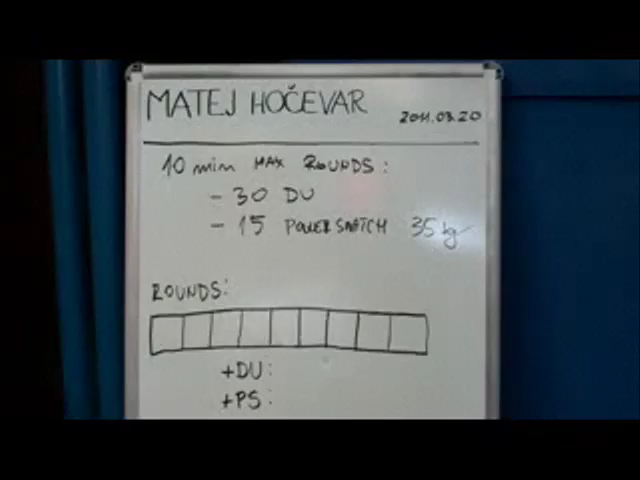 MATEJ HOČEVAR
2011.03.20
10 min MAX ROUNDS:
- 30 DU
- 15 POWER SNATCH 35 kg
ROUNDS:
+DU:
+PS: